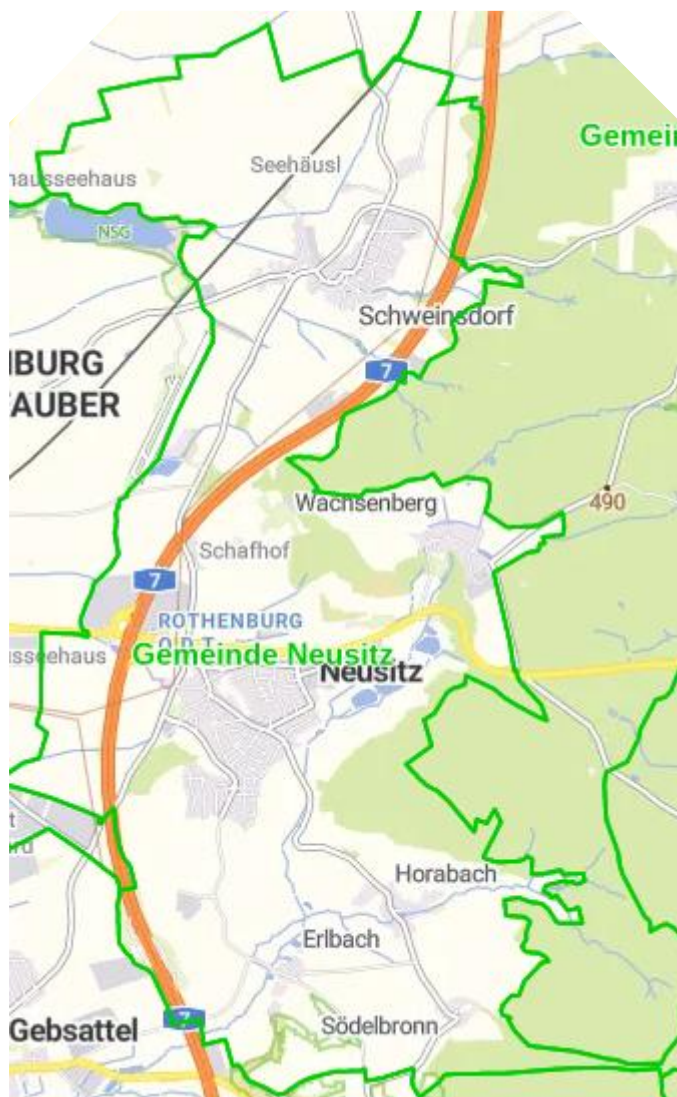 Gemein
Seehäusl
hausseehaus
NSG
Schweinsdorf
BURG
AUBER
7
Wachsenberg
490
Schafhof
7
ROTHENBURG
O.D.T.
usseehaus
Gemeinde Neusitz
Neusitz
Horabach
Erlbach
Gebsattel
7
Södelbronn